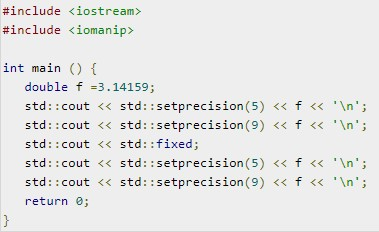 #include <iostream>
#include <iomanip>

int main () {
   double f =3.14159;
   std::cout << std::setprecision(5) << f << '\n';
   std::cout << std::setprecision(9) << f << '\n';
   std::cout << std::fixed;
   std::cout << std::setprecision(5) << f << '\n';
   std::cout << std::setprecision(9) << f << '\n';
   return 0;
}